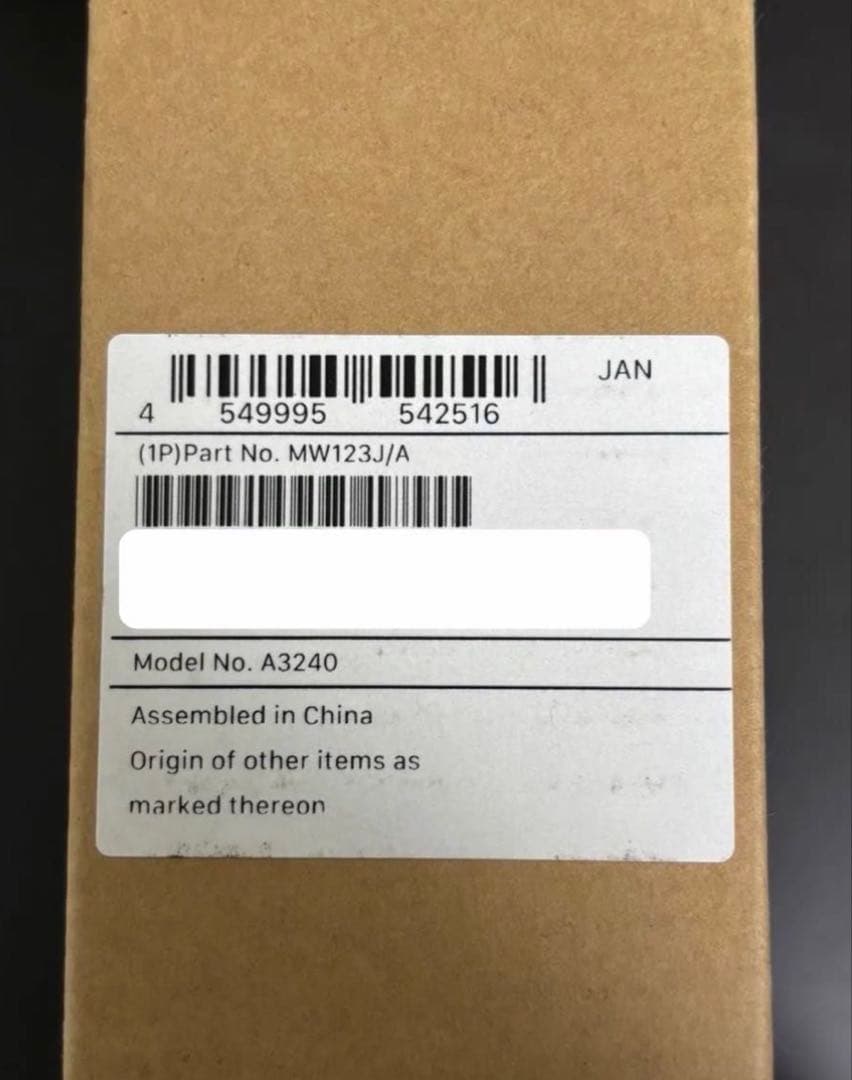 JAN
4 549995 542516
(1P)Part No. MW123J/A
Model No. A3240
Assembled in China
Origin of other items as
marked thereon